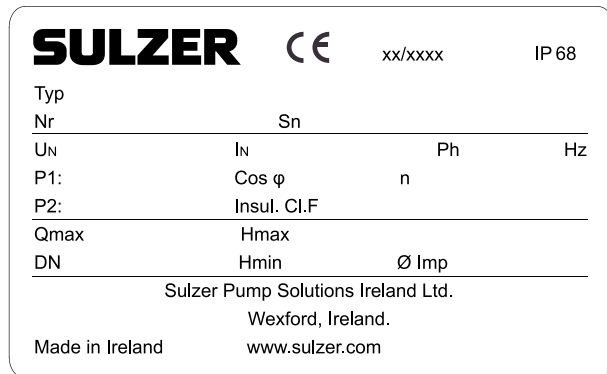 SULZER CE xx/xxxx IP 68
Typ
Nr Sn
UN IN Ph Hz
P1: Cos φ n
P2: Insul. Cl.F
Qmax Hmax
DN Hmin Ø Imp
Sulzer Pump Solutions Ireland Ltd.
Wexford, Ireland.
Made in Ireland www.sulzer.com